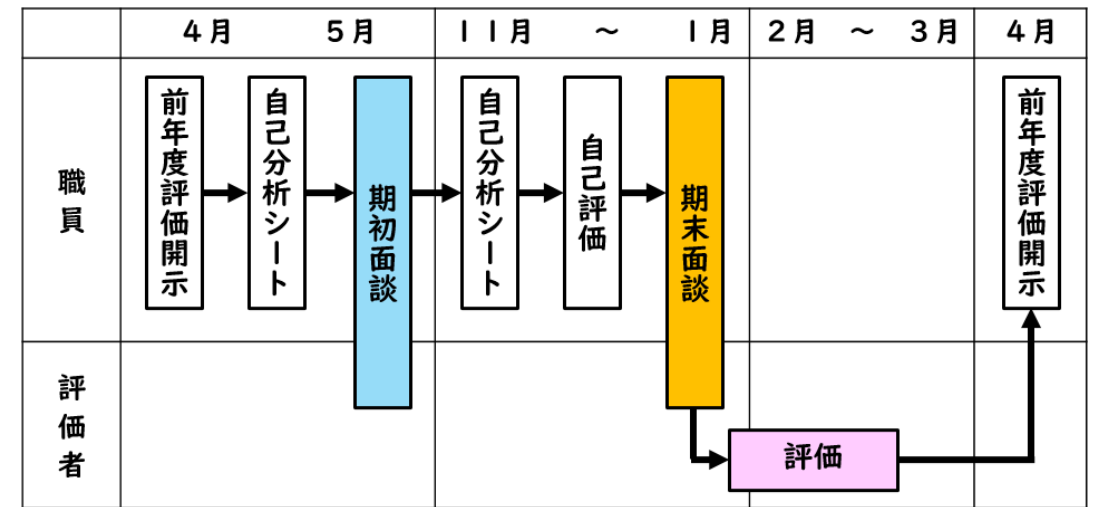 4月 5月 11月 ～ 1月 2月 ～ 3月 4月
職員
前年度評価開示
自己分析シート
期初面談
自己分析シート
自己評価
期末面談
前年度評価開示
評価者
評価